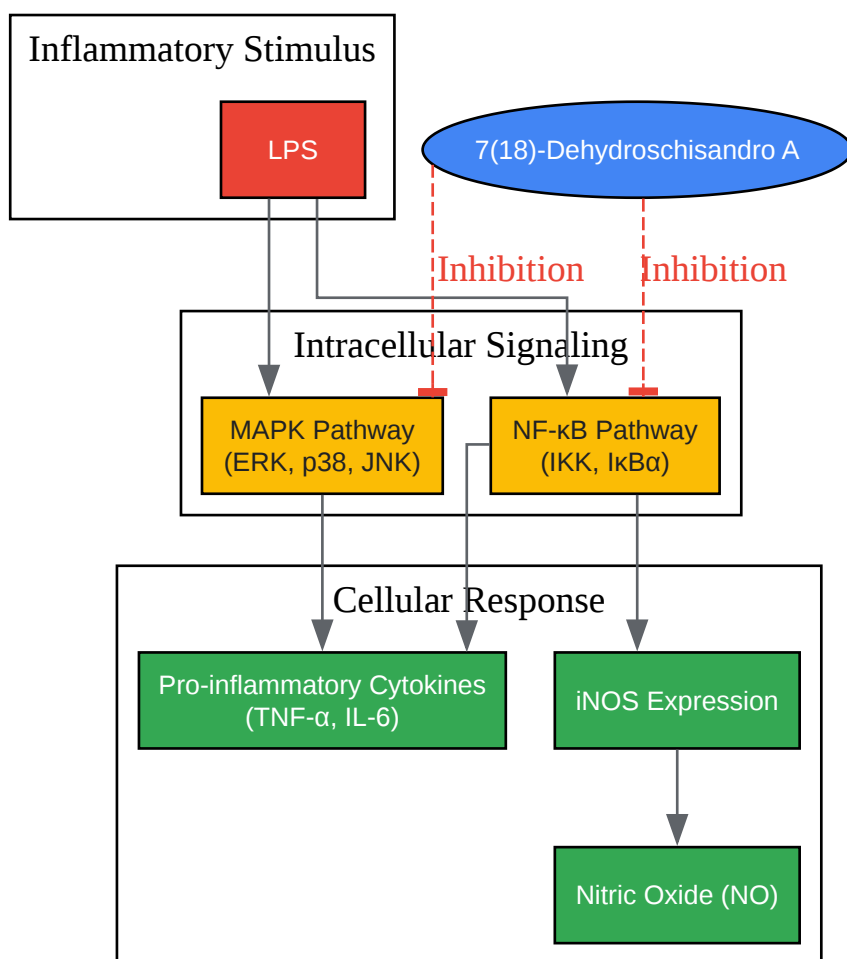 Inflammatory Stimulus
LPS
7(18)-Dehydroschisandro A
Inhibition
Inhibition
Intracellular Signaling
MAPK Pathway
(ERK, p38, JNK)
NF-κB Pathway
(IKK, IκBα)
Cellular Response
Pro-inflammatory Cytokines
(TNF-α, IL-6)
iNOS Expression
Nitric Oxide (NO)